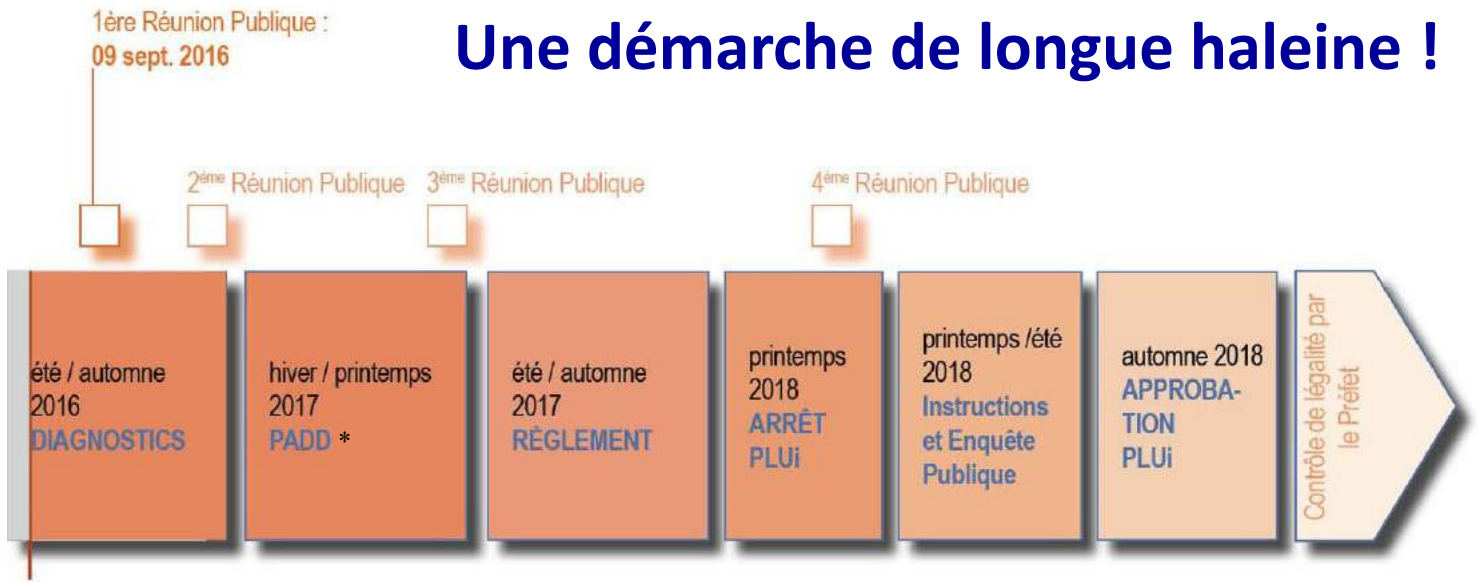 1ère Réunion Publique :
09 sept. 2016
Une démarche de longue haleine !
2ème Réunion Publique
3ème Réunion Publique
4ème Réunion Publique
été / automne
2016
DIAGNOSTICS
hiver / printemps
2017
PADD *
été / automne
2017
RÈGLEMENT
printemps
2018
ARRÊT
PLUi
printemps /été
2018
Instructions
et Enquête
Publique
automne 2018
APPROBA-
TION
PLUi
Contrôle de légalité par
le Préfet